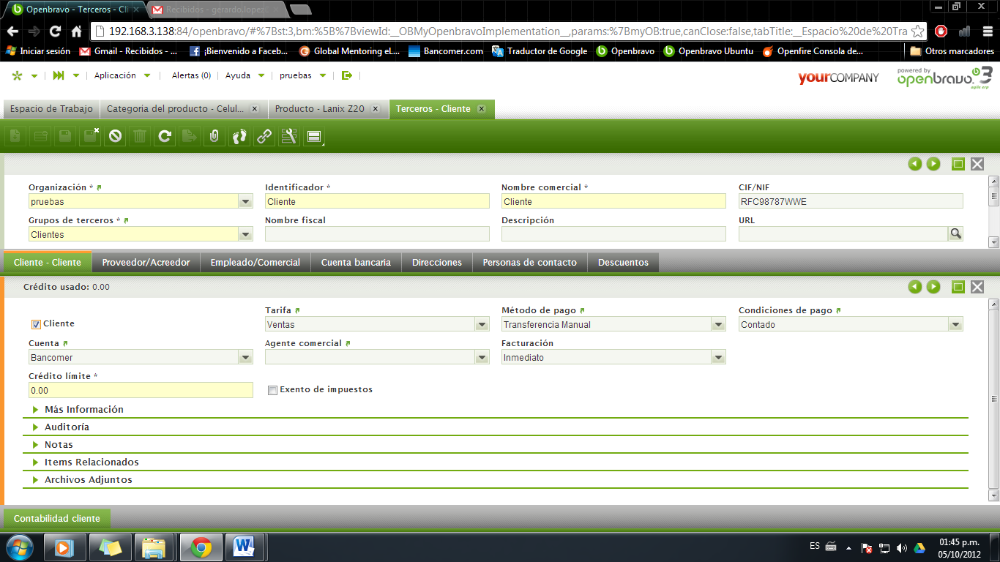 Openbravo - Terceros - Cli
Recibidos - gerardo.lopez
192.168.3.138:84/openbravo/#%7Bst:3,bm:%5B%7BviewId:__OBMyOpenbravoImplementation__,params:%7BmyOB:true,canClose:false,tabTitle:__Espacio%20de%20Tra
Iniciar sesión Gmail - Recibidos - ... ¡Bienvenido a Faceb... Global Mentoring eL... Bancomer.com Traductor de Google Openbravo Openbravo Ubuntu Openfire Consola de... Otros marcadores
Aplicación Alertas (0) Ayuda pruebas
yourCOMPANY
powered by
openbravo 3
agile erp
Espacio de Trabajo Categoria del producto - Celul... x Producto - Lanix Z20 x Terceros - Cliente x
Organización * Identificador * Nombre comercial * CIF/NIF
pruebas Cliente Cliente RFC98787WWE
Grupos de terceros * Nombre fiscal Descripción URL
Clientes
Cliente - Cliente Proveedor/Acreedor Empleado/Comercial Cuenta bancaria Direcciones Personas de contacto Descuentos
Crédito usado: 0.00
Tarifa Método de pago Condiciones de pago
Cliente Ventas Transferencia Manual Contado
Cuenta Agente comercial Facturación
Bancomer Inmediato
Crédito límite *
0.00 Exento de impuestos
Más Información
Auditoría
Notas
Items Relacionados
Archivos Adjuntos
Contabilidad cliente
ES 01:45 p.m.
05/10/2012